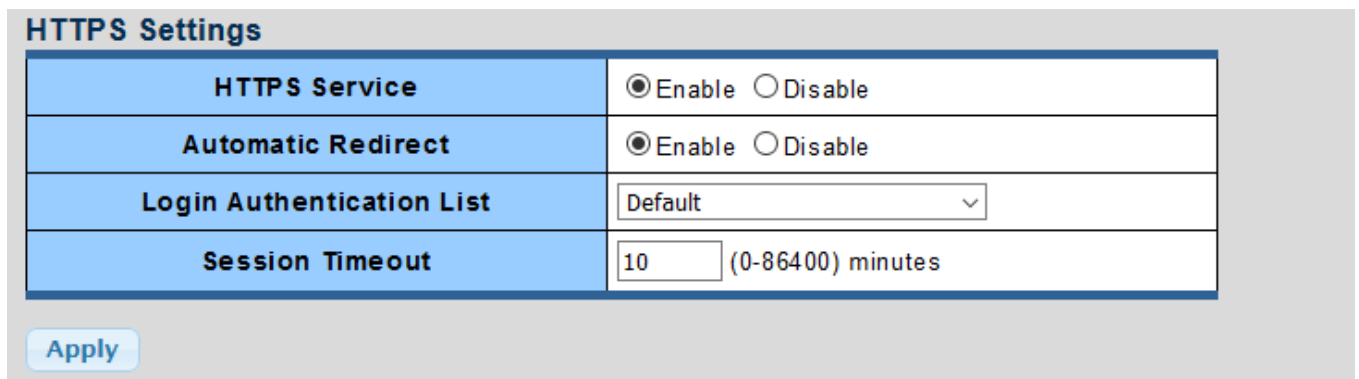 HTTPS Settings
HTTPS Service Enable Disable
Automatic Redirect Enable Disable
Login Authentication List Default
Session Timeout 10 (0-86400) minutes
Apply